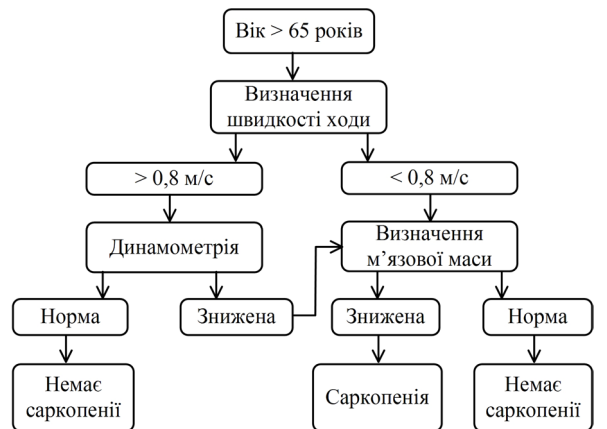 Вік > 65 років
Визначення
швидкості ходи
> 0,8 м/с
< 0,8 м/с
Динамометрія
Визначення
м’язової маси
Норма
Знижена
Знижена
Норма
Немає
саркопенії
Саркопенія
Немає
саркопенії